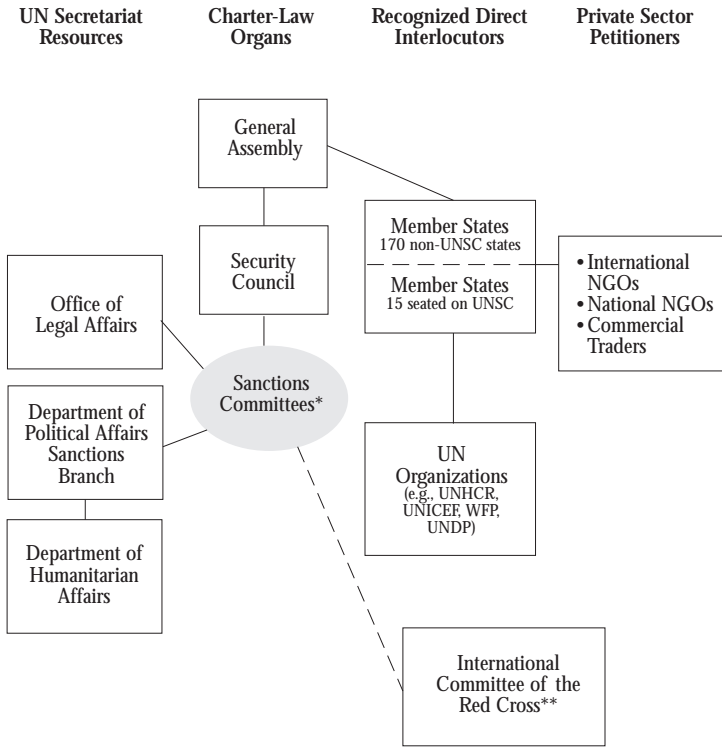 UN Secretariat
Resources
Charter-Law
Organs
Recognized Direct
Interlocutors
Private Sector
Petitioners
General
Assembly
Security
Council
Member States
170 non-UNSC states
Member States
15 seated on UNSC
• International
NGOs
• National NGOs
• Commercial
Traders
Office of
Legal Affairs
Sanctions
Committees*
Department of
Political Affairs
Sanctions
Branch
UN
Organizations
(e.g., UNHCR,
UNICEF, WFP,
UNDP)
Department of
Humanitarian
Affairs
International
Committee of the
Red Cross**